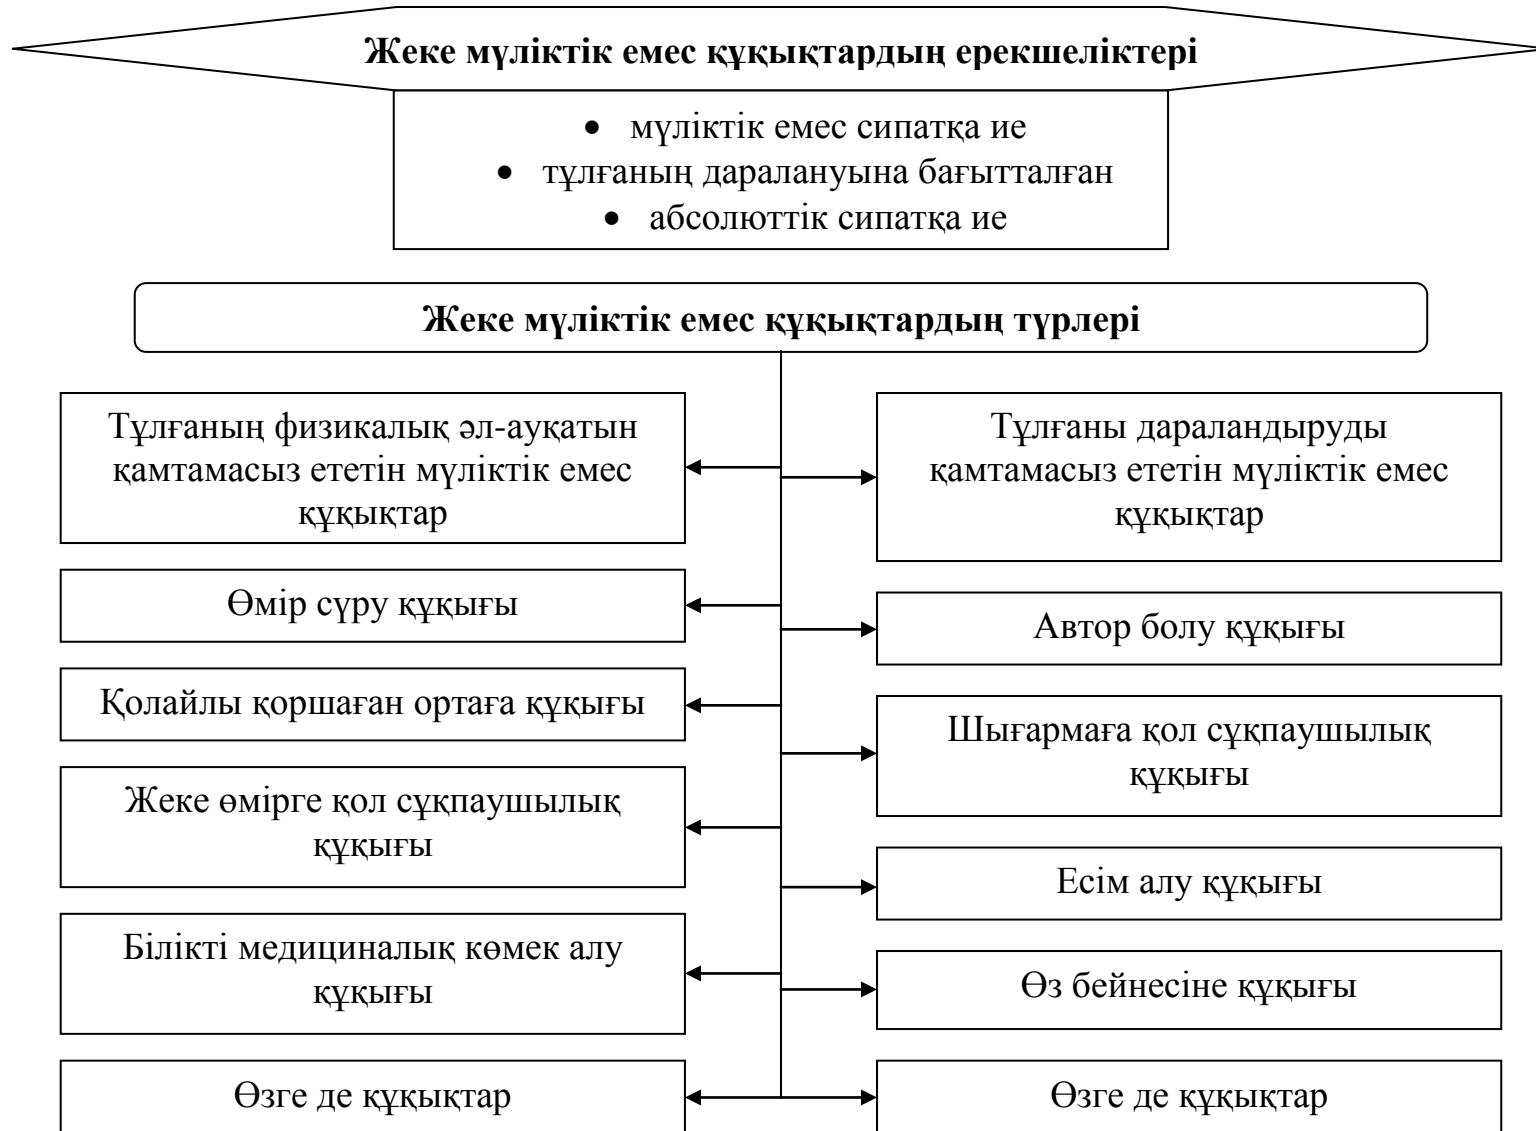 Жеке мүліктік емес құқықтардың ерекшеліктері
• мүліктік емес сипатқа ие
• тұлғаның даралануына бағытталған
• абсолюттік сипатқа ие
Жеке мүліктік емес құқықтардың түрлері
Тұлғаның физикалық әл-ауқатын
қамтамасыз ететін мүліктік емес
құқықтар
Өмір сүру құқығы
Қолайлы қоршаған ортаға құқығы
Жеке өмірге қол сұқпаушылық
құқығы
Білікті медициналық көмек алу
құқығы
Өзге де құқықтар
Тұлғаны дараландыруды
қамтамасыз ететін мүліктік емес
құқықтар
Автор болу құқығы
Шығармаға қол сұқпаушылық
құқығы
Есім алу құқығы
Өз бейнесіне құқығы
Өзге де құқықтар